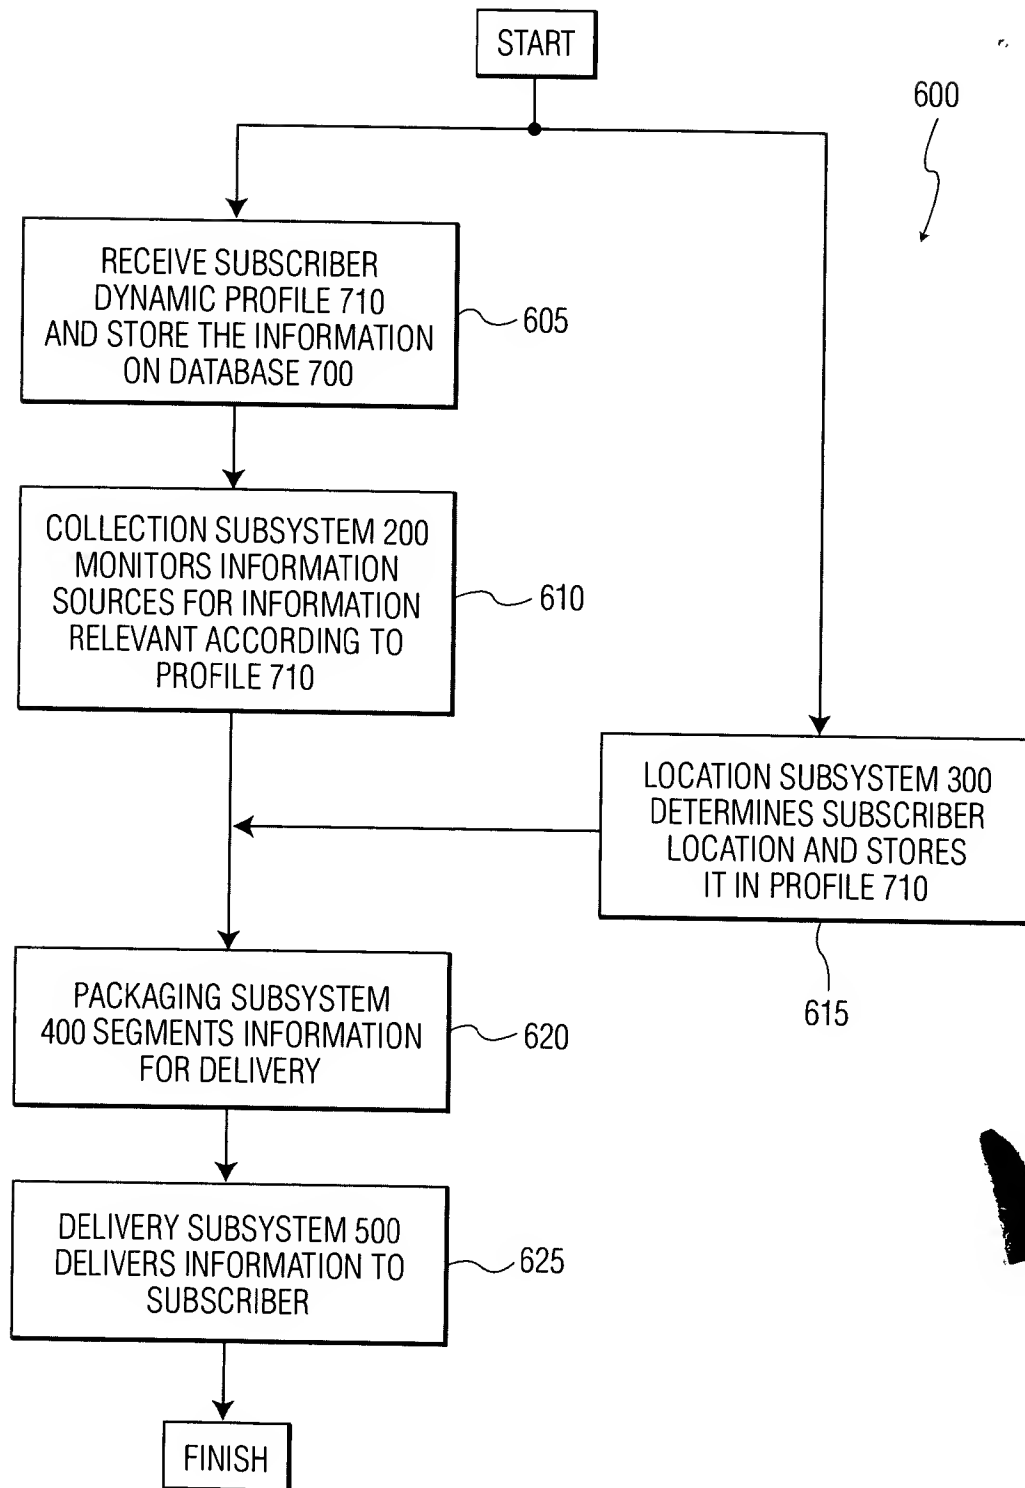 START
600
RECEIVE SUBSCRIBER
DYNAMIC PROFILE 710
AND STORE THE INFORMATION
ON DATABASE 700
605
COLLECTION SUBSYSTEM 200
MONITORS INFORMATION
SOURCES FOR INFORMATION
RELEVANT ACCORDING TO
PROFILE 710
610
LOCATION SUBSYSTEM 300
DETERMINES SUBSCRIBER
LOCATION AND STORES
IT IN PROFILE 710
615
PACKAGING SUBSYSTEM
400 SEGMENTS INFORMATION
FOR DELIVERY
620
DELIVERY SUBSYSTEM 500
DELIVERS INFORMATION TO
SUBSCRIBER
625
FINISH